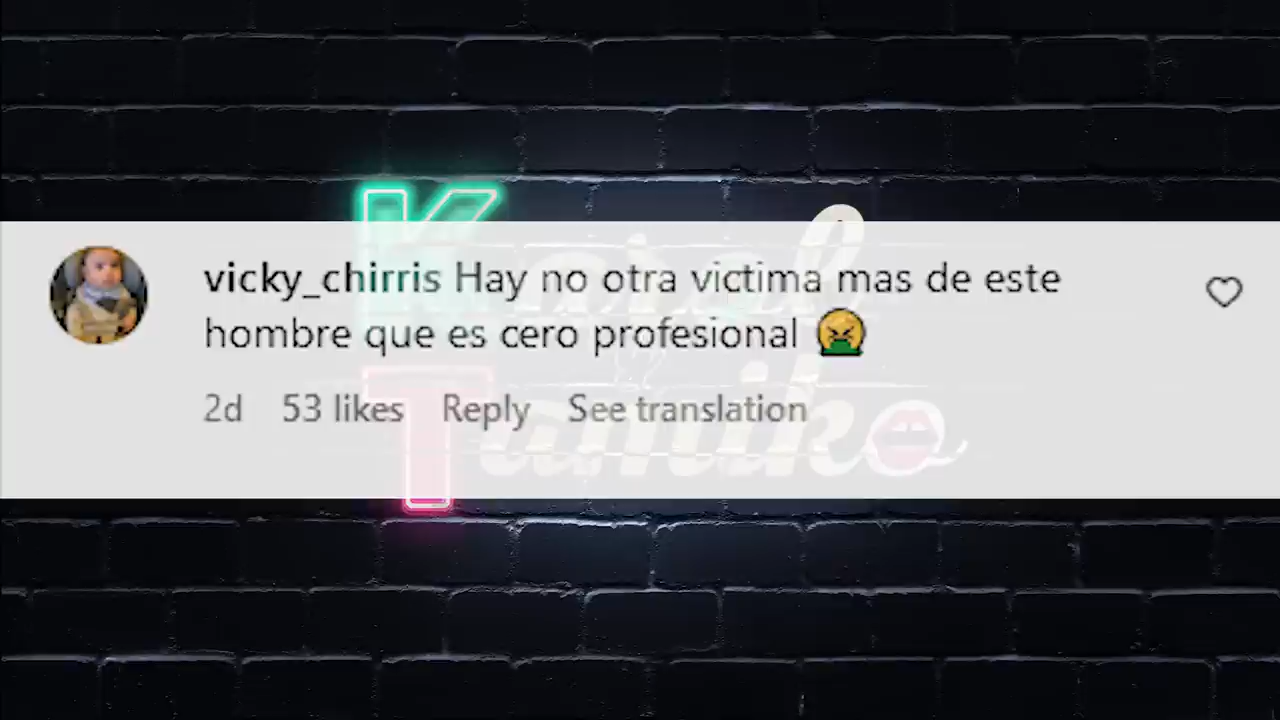 vicky_chirris Hay no otra victima mas de este
hombre que es cero profesional
2d 53 likes Reply See translation